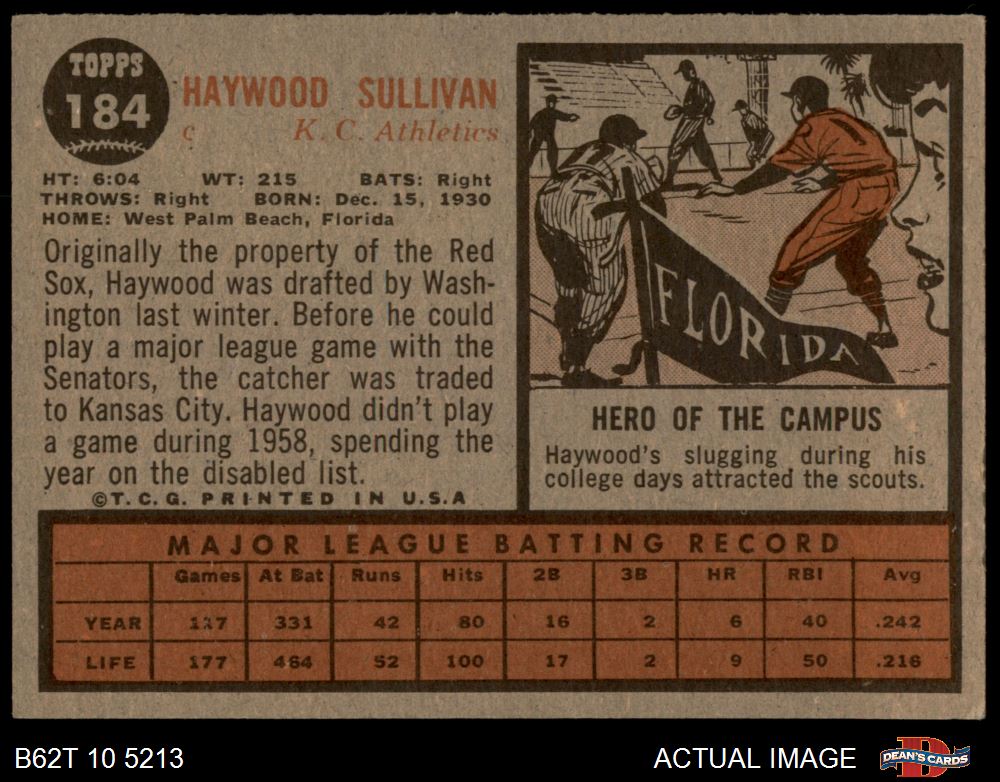 TOPPS
184
HAYWOOD SULLIVAN
c K. C. Athletics
HT: 6:04 WT: 215 BATS: Right
THROWS: Right BORN: Dec. 15, 1930
HOME: West Palm Beach, Florida
Originally the property of the Red
Sox, Haywood was drafted by Wash-
ington last winter. Before he could
play a major league game with the
Senators, the catcher was traded
to Kansas City. Haywood didn't play
a game during 1958, spending the
year on the disabled list.
©T.C.G. PRINTED IN U.S.A
FLORIDA
HERO OF THE CAMPUS
Haywood's slugging during his
college days attracted the scouts.
MAJOR LEAGUE BATTING RECORD
Games At Bat Runs Hits 2B 3B HR RBI Avg
YEAR 331 42 80 16 2 6 40 .242
LIFE 177 464 52 100 17 2 9 50 .216
B62T 10 5213
ACTUAL IMAGE
DEAN'S CARDS